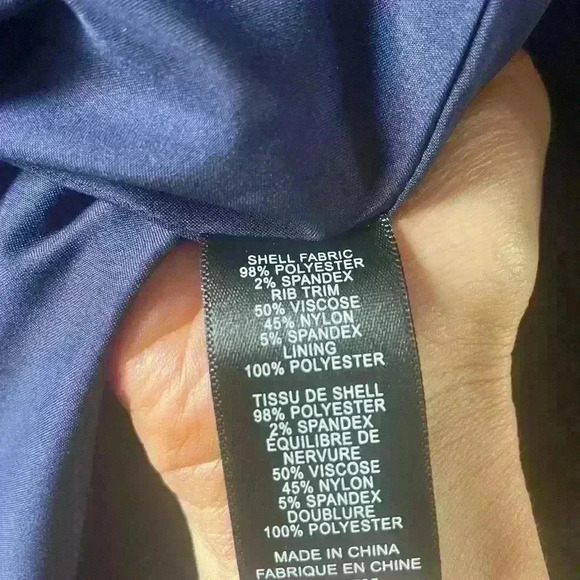 SHELL FABRIC
98% POLYESTER
2% SPANDEX
RIB TRIM
50% VISCOSE
45% NYLON
5% SPANDEX
LINING
100% POLYESTER
TISSU DE SHELL
98% POLYESTER
2% SPANDEX
ÉQUILIBRE DE
NERVURE
50% VISCOSE
45% NYLON
5% SPANDEX
DOUBLURE
100% POLYESTER
MADE IN CHINA
FABRIQUE EN CHINE